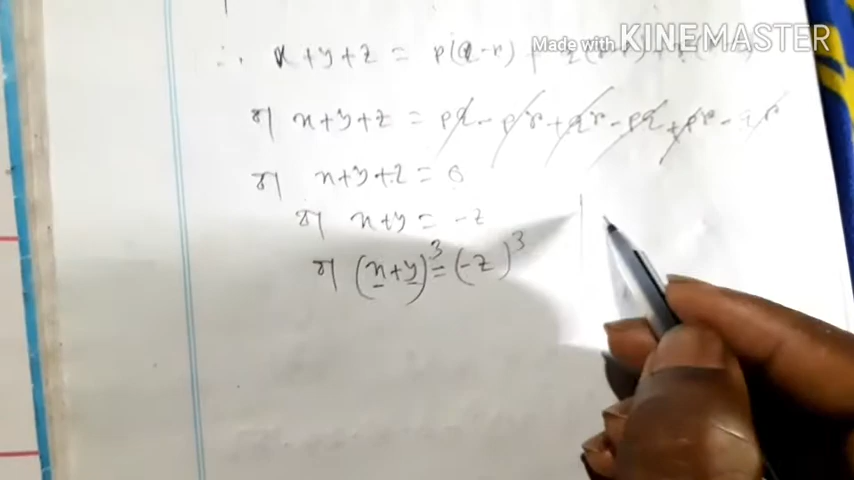 ∴ x+y+z = p(q-r) +
Made with KINEMASTER
বা x+y+z = pq - pr + qr - pq + pr - qr
বা x+y+z = 0
বা x+y = -z
বা (x+y)³ = (-z)³